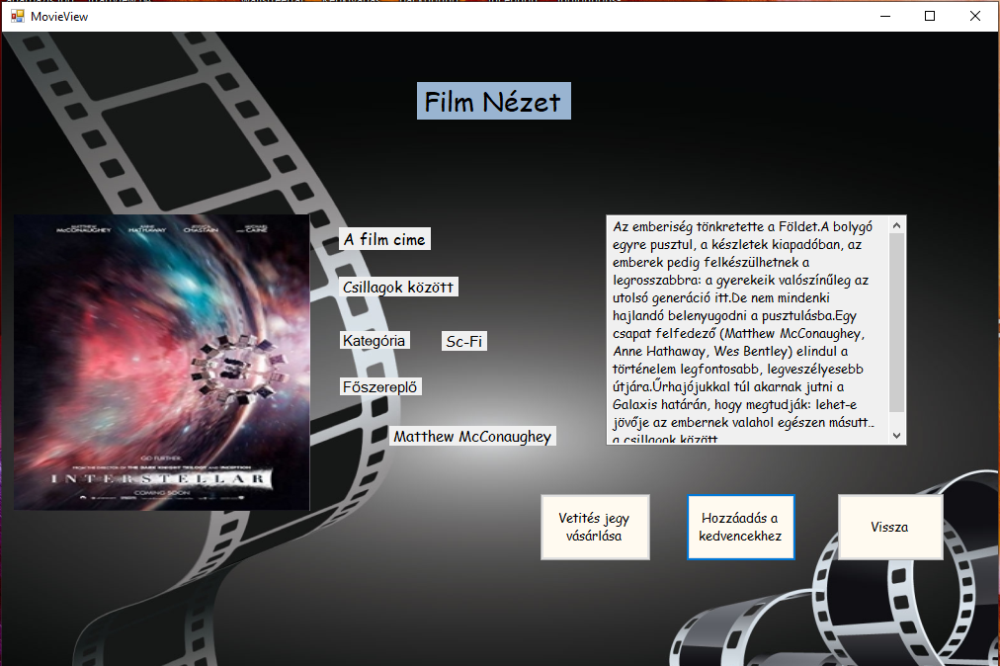 MovieView
Film Nézet
MATTHEW ANNE JESSICA MICHAEL
McCONAUGHEY HATHAWAY CHASTAIN CAINE
GO FURTHER.
FROM THE DIRECTOR OF THE DARK KNIGHT TRILOGY AND INCEPTION
INTERSTELLAR
COMING SOON
A film cime
Csillagok között
Kategória Sc-Fi
Főszereplő
Matthew McConaughey
Az emberiség tönkretette a Földet.A bolygó
egyre pusztul, a készletek kiapadóban, az
emberek pedig felkészülhetnek a
legrosszabbra: a gyerekeik valószínűleg az
utolsó generáció itt.De nem mindenki
hajlandó belenyugodni a pusztulásba.Egy
csapat felfedező (Matthew McConaughey,
Anne Hathaway, Wes Bentley) elindul a
történelem legfontosabb, legveszélyesebb
útjára.Űrhajójukkal túl akarnak jutni a
Galaxis határán, hogy megtudják: lehet-e
jövője az embernek valahol egészen másutt…
a csillagok között
Vetités jegy
vásárlása
Hozzáadás a
kedvencekhez
Vissza